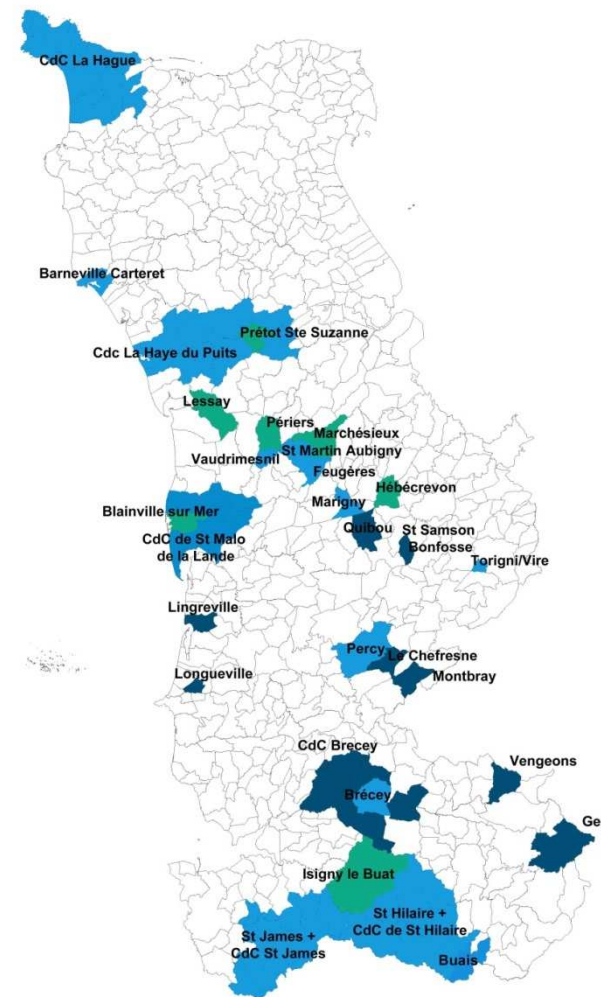 CdC La Hague
Barneville Carteret
Prétot Ste Suzanne
Cdc La Haye du Puits
Lessay
Périers
Marchésieux
St Martin Aubigny
Vaudrimesnil
Feugères
Hébécrevon
Marigny
Blainville sur Mer
Quibou
St Samson
Bonfosse
CdC de St Malo
de la Lande
Torigni/Vire
Lingreville
Percy
Le Chefresne
Longueville
Montbray
CdC Brecey
Vengeons
Brécey
Ge
Isigny le Buat
St Hilaire +
CdC de St Hilaire
St James +
CdC St James
Buais